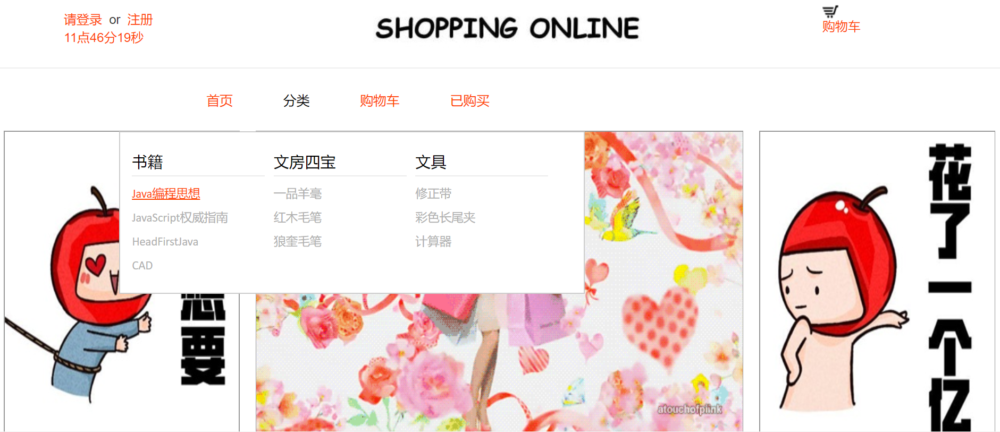 请登录 or 注册
11点46分19秒
SHOPPING ONLINE
购物车
首页 分类 购物车 已购买
书籍
Java编程思想
JavaScript权威指南
HeadFirstJava
CAD
文房四宝
一品羊毫
红木毛笔
狼奎毛笔
文具
修正带
彩色长尾夹
计算器
想要
atouchofpiink
花了一个亿